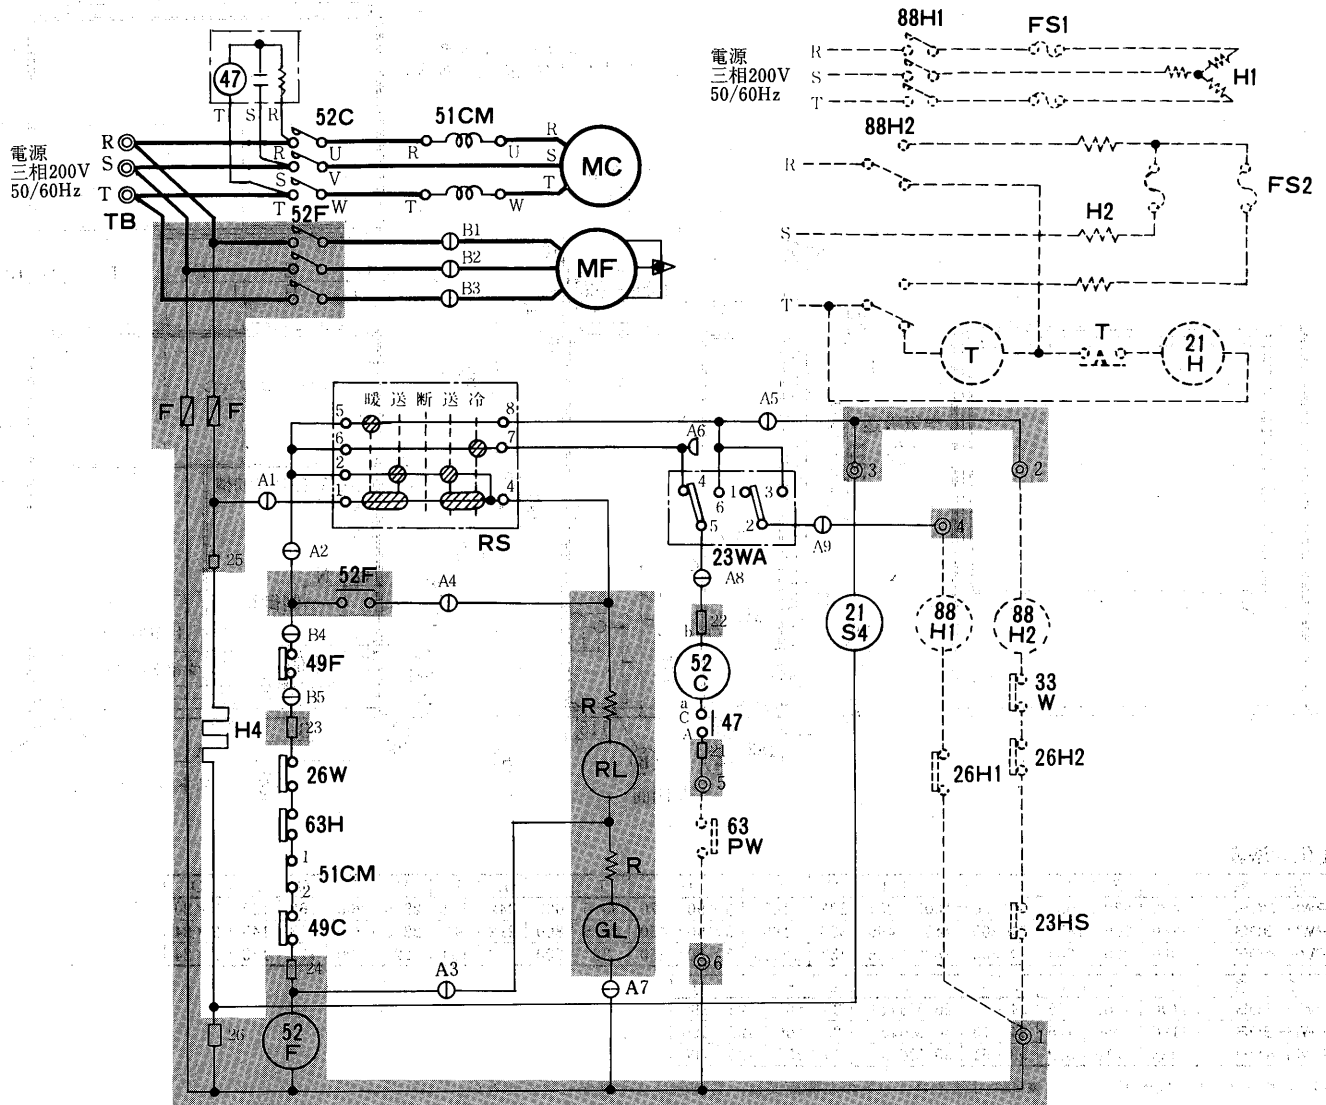 88H1
FS1
電源
三相200V
50/60Hz
R
S
T
H1
47
T
S
R
52C
51CM
電源
三相200V
50/60Hz
R
S
T
TB
R
U
S
V
T
W
R
U
T
W
R
S
T
MC
88H2
R
S
T
H2
FS2
T
T
21
H
52F
B1
B2
B3
MF
F
F
暖 送 断 送 冷
5
8
6
7
2
1
4
RS
A5
A6
A1
4
1
3
6
5
2
23WA
A9
A8
3
2
4
25
A2
52F
A4
B4
49F
B5
23
H4
26W
63H
1
51CM
2
49C
24
A3
52
F
26
R
RL
R
GL
A7
22
b
52
C
a
C
A
47
21
5
63
PW
6
21
S4
88
H1
88
H2
33
W
26H1
26H2
23HS
1